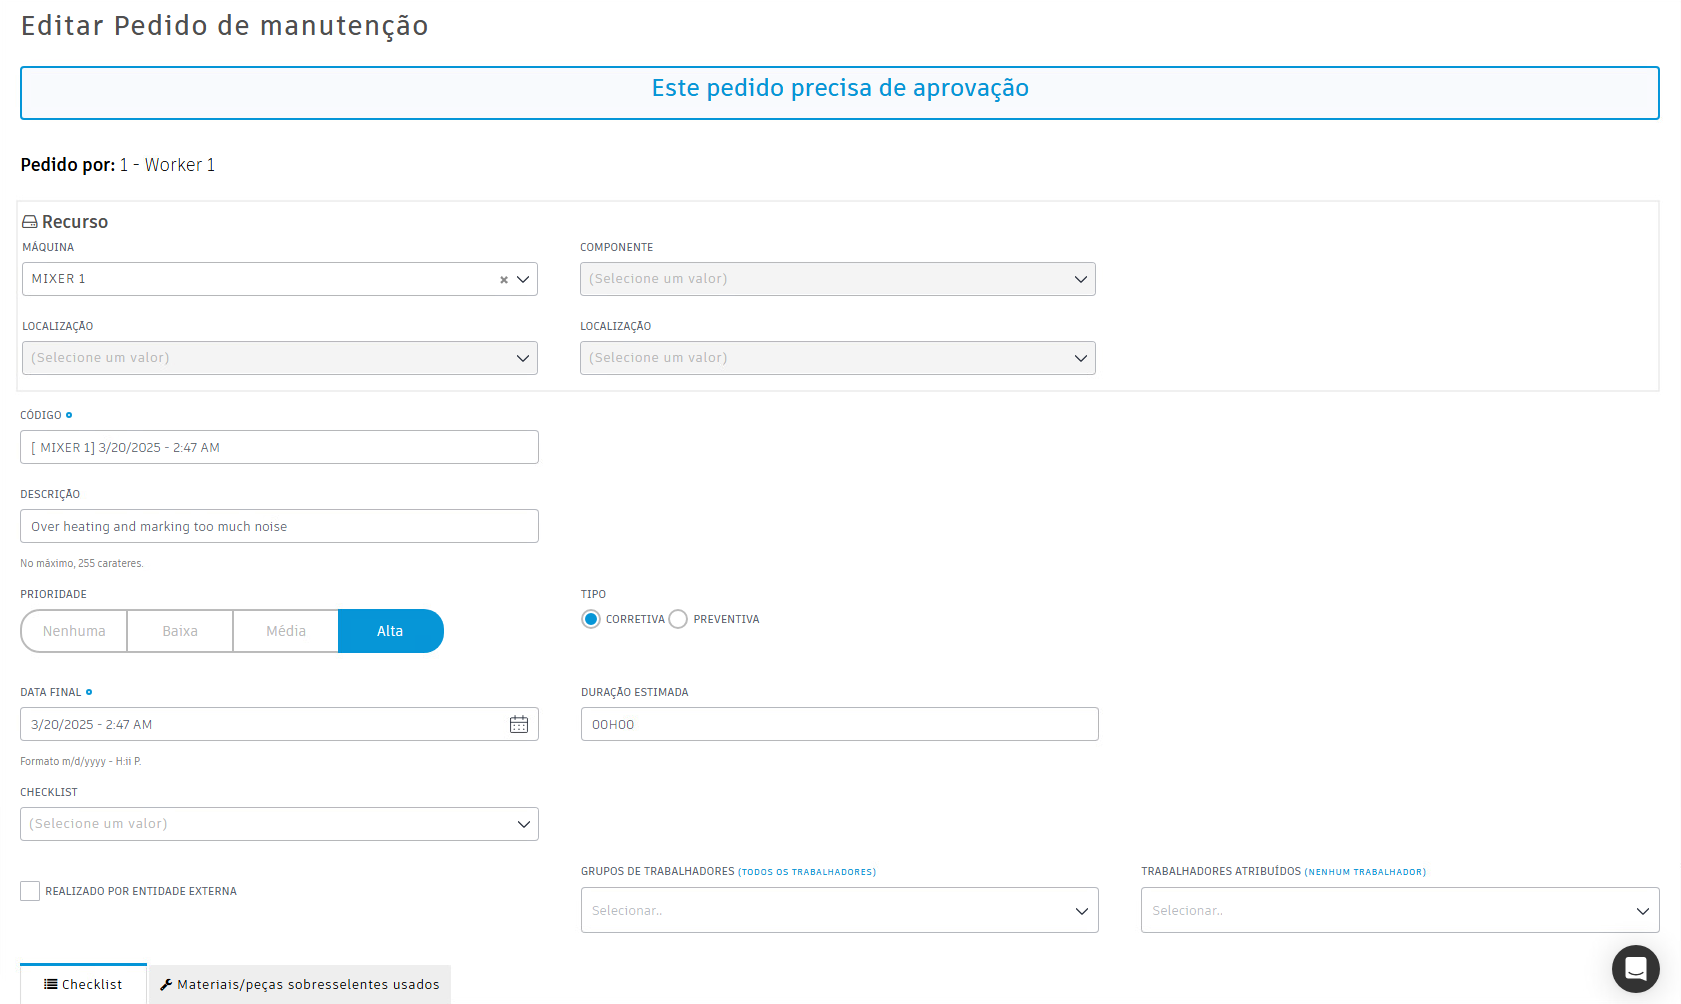 Editar Pedido de manutenção
Este pedido precisa de aprovação
Pedido por: 1 - Worker 1
Recurso
MÁQUINA
COMPONENTE
MIXER 1
(Selecione um valor)
LOCALIZAÇÃO
LOCALIZAÇÃO
(Selecione um valor)
(Selecione um valor)
CÓDIGO
[ MIXER 1] 3/20/2025 - 2:47 AM
DESCRIÇÃO
Over heating and marking too much noise
No máximo, 255 carateres.
PRIORIDADE
TIPO
Nenhuma Baixa Média Alta
CORRETIVA PREVENTIVA
DATA FINAL
DURAÇÃO ESTIMADA
3/20/2025 - 2:47 AM
00H00
Formato m/d/yyyy - H:ii P.
CHECKLIST
(Selecione um valor)
REALIZADO POR ENTIDADE EXTERNA
GRUPOS DE TRABALHADORES (TODOS OS TRABALHADORES)
Selecionar..
TRABALHADORES ATRIBUÍDOS (NENHUM TRABALHADOR)
Selecionar..
Checklist
Materiais/peças sobresselentes usados